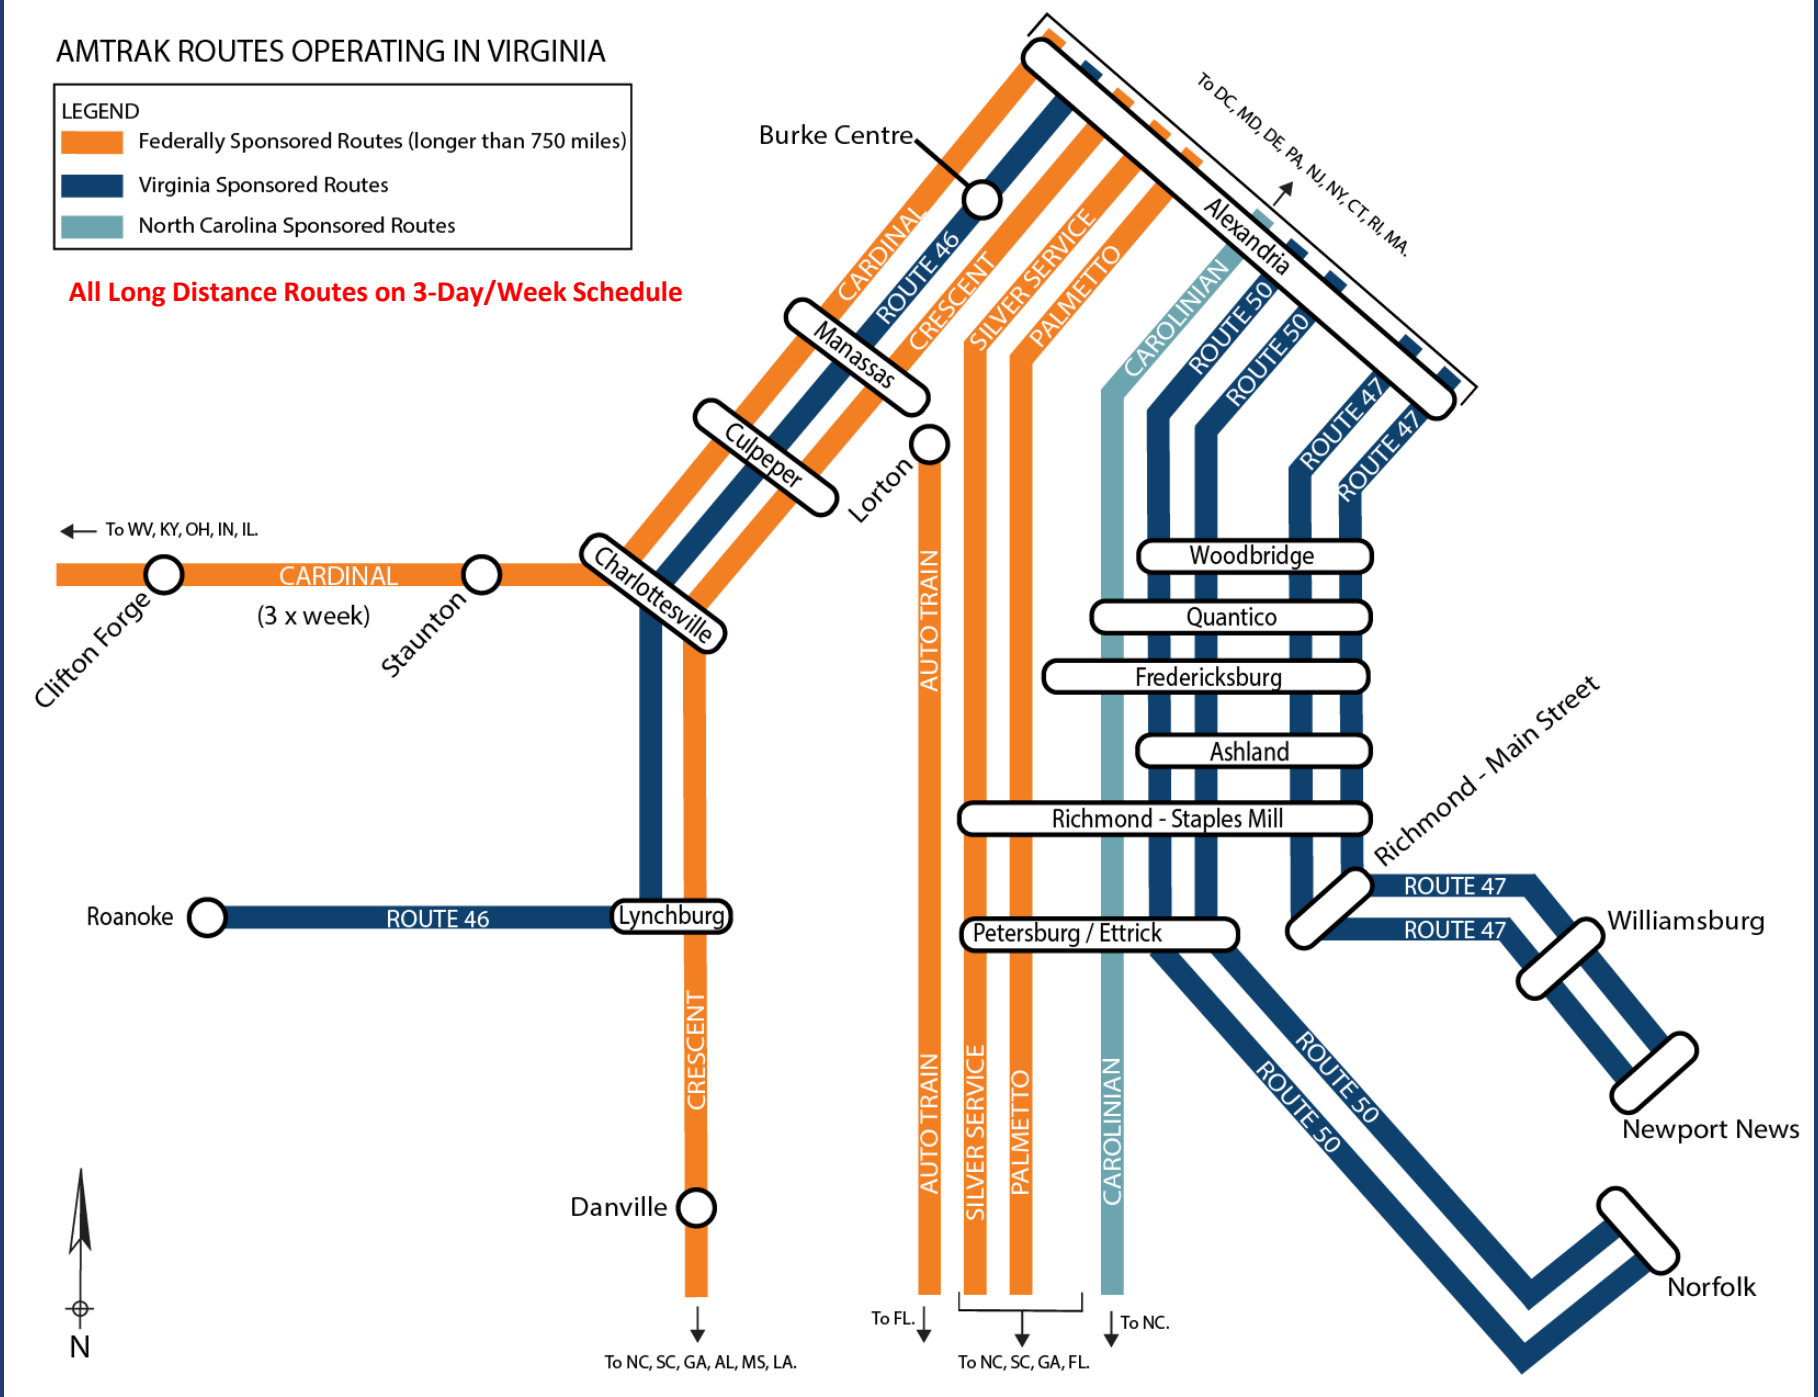 AMTRAK ROUTES OPERATING IN VIRGINIA
LEGEND
Federally Sponsored Routes (longer than 750 miles)
Virginia Sponsored Routes
North Carolina Sponsored Routes
All Long Distance Routes on 3-Day/Week Schedule
To DC, MD, DE, PA, NJ, NY, CT, RI, MA.
Alexandria
Burke Centre
CARDINAL
ROUTE 46
CRESCENT
SILVER SERVICE
PALMETTO
CAROLINIAN
ROUTE 50
ROUTE 50
ROUTE 47
ROUTE 47
Manassas
Culpeper
Lorton
Charlottesville
To WV, KY, OH, IN, IL.
CARDINAL
(3 x week)
Clifton Forge
Staunton
AUTO TRAIN
Woodbridge
Quantico
Fredericksburg
Ashland
Richmond - Staples Mill
Richmond - Main Street
ROUTE 47
ROUTE 47
Williamsburg
Newport News
Roanoke
ROUTE 46
Lynchburg
Petersburg / Ettrick
CRESCENT
AUTO TRAIN
SILVER SERVICE
PALMETTO
CAROLINIAN
ROUTE 50
ROUTE 50
Danville
Norfolk
N
To FL.
To NC.
To NC, SC, GA, AL, MS, LA.
To NC, SC, GA, FL.